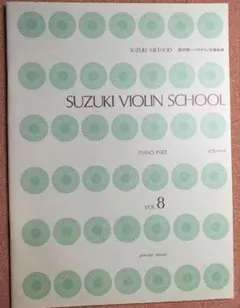 SUZUKI METHOD
SUZUKI VIOLIN SCHOOL
PIANO PART
VOL. 8